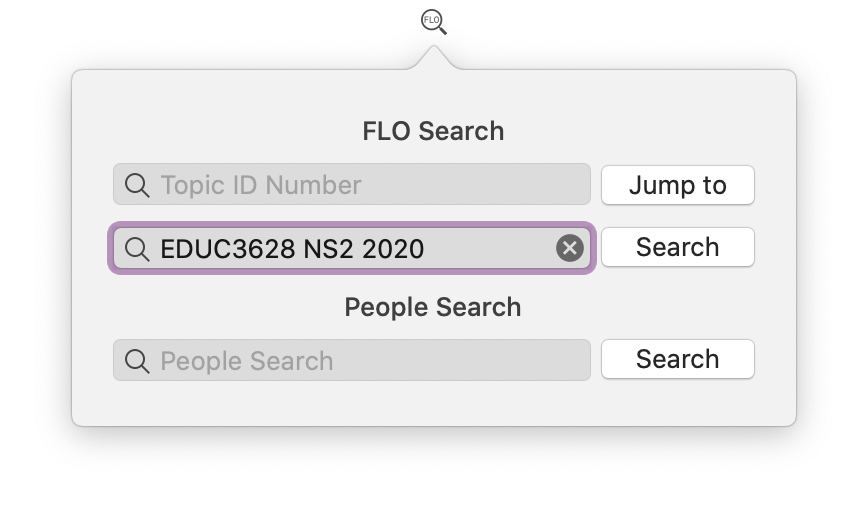 FLO
FLO Search
Topic ID Number
Jump to
EDUC3628 NS2 2020
Search
People Search
People Search
Search